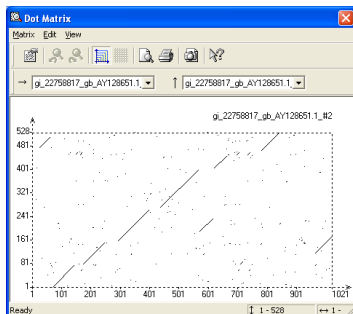 Dot Matrix
Matrix Edit View
→ gi_22758817_gb_AY128651.1_ ↑ gi_22758817_gb_AY128651.1_
gi_22758817_gb_AY128651.1_#2
528
481
401
321
241
161
81
1
1 101 201 301 401 501 601 701 801 901 1021
Ready 1 - 528 ↔ 1 -